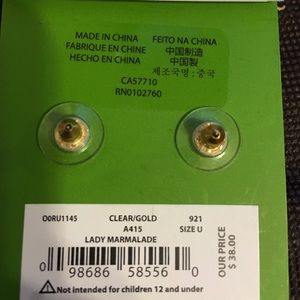 MADE IN CHINA FEITO NA CHINA
FABRIQUE EN CHINE 中国制造
HECHO EN CHINA 中国製
제조국명 : 중국
CA57710
RN0102760
O0RU1145 CLEAR/GOLD 921
A415 SIZE U
LADY MARMALADE
OUR PRICE
$ 38.00
0 98686 58556 0
Not intended for children 12 and under